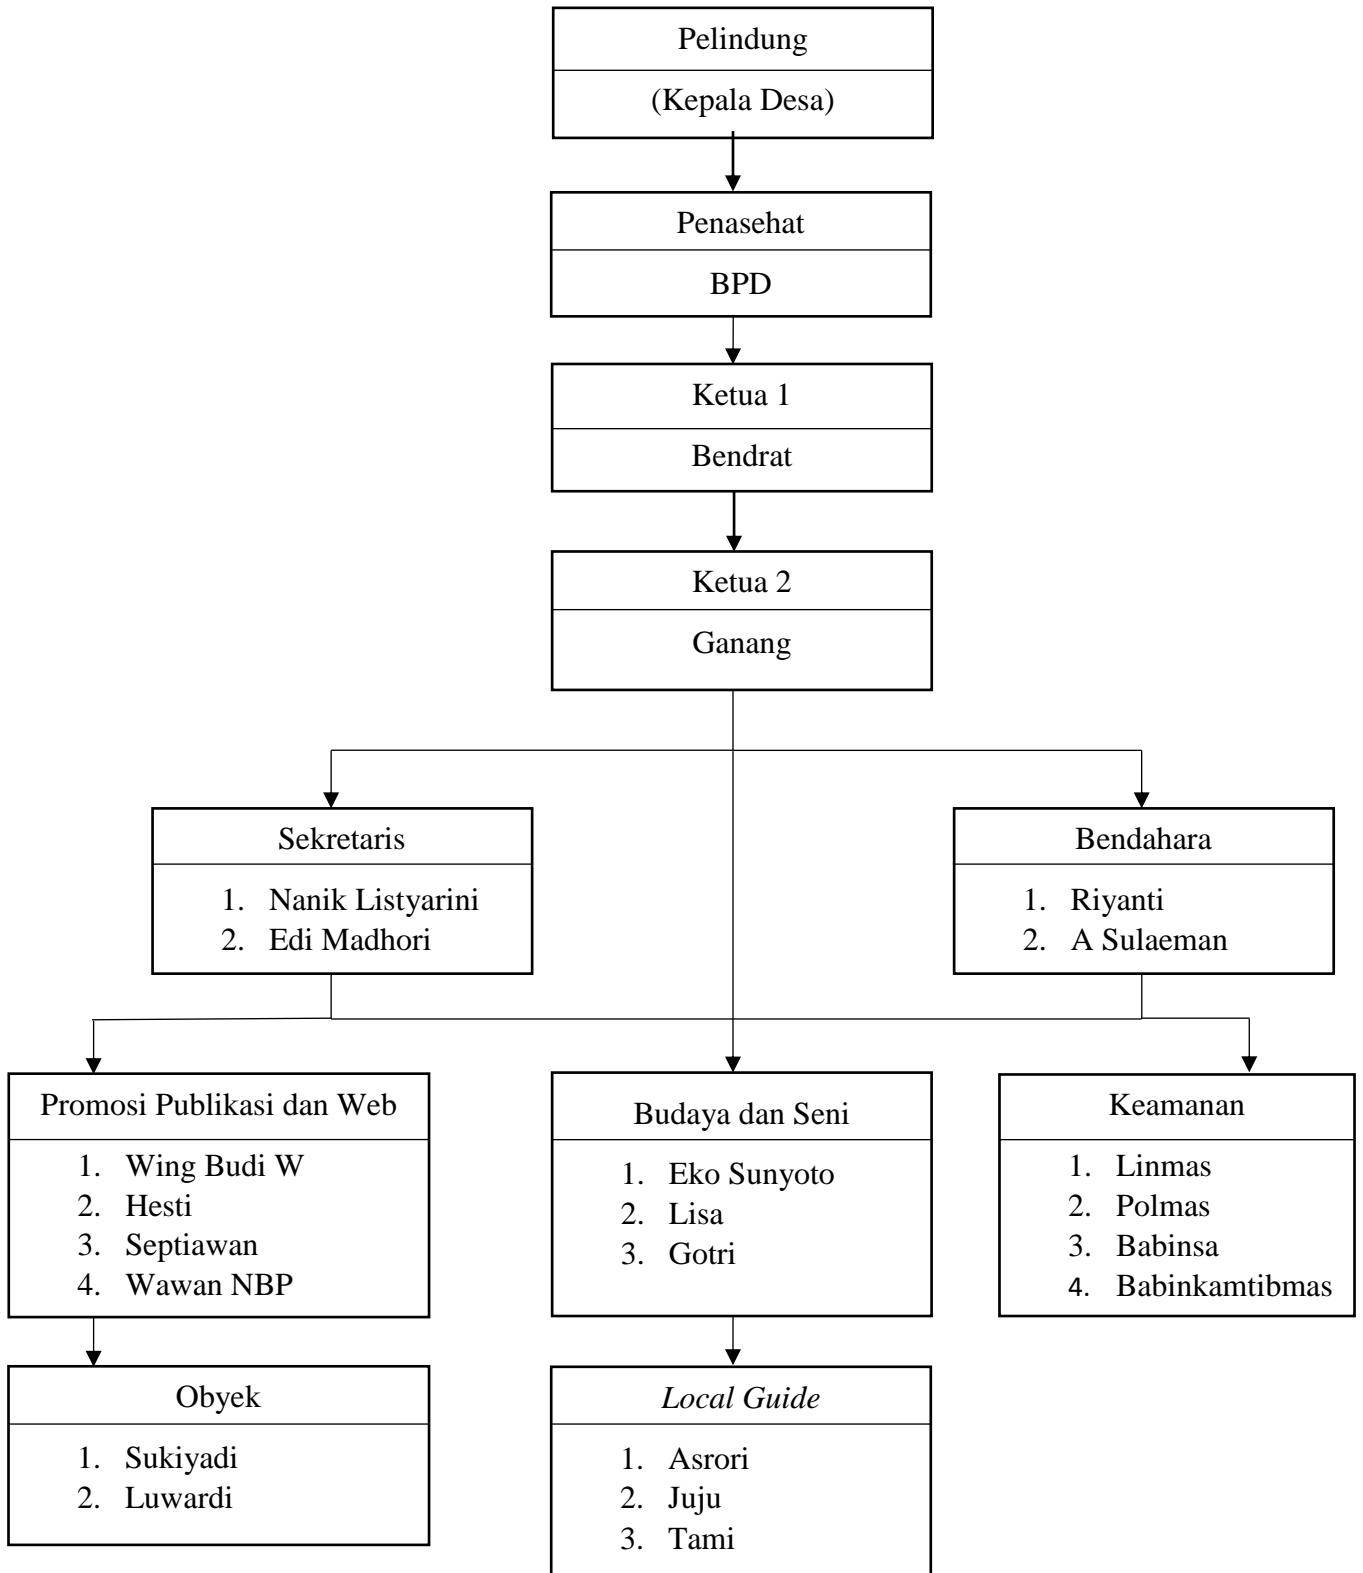 Pelindung
(Kepala Desa)
Penasehat
BPD
Ketua 1
Bendrat
Ketua 2
Ganang
Sekretaris
1. Nanik Listyarini
2. Edi Madhori
Bendahara
1. Riyanti
2. A Sulaeman
Promosi Publikasi dan Web
1. Wing Budi W
2. Hesti
3. Septiawan
4. Wawan NBP
Budaya dan Seni
1. Eko Sunyoto
2. Lisa
3. Gotri
Keamanan
1. Linmas
2. Polmas
3. Babinsa
4. Babinkamtibmas
Obyek
1. Sukiyadi
2. Luwardi
Local Guide
1. Asrori
2. Juju
3. Tami